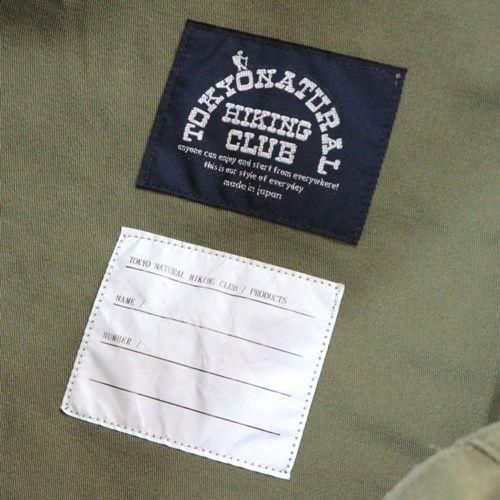 TOKYO NATURAL
HIKING
CLUB
anyone can enjoy and start from everywhere!
this is our style of everyday
made in japan
TOKYO NATURAL HIKING CLUB / PRODUCTS
NAME /
NUMBER /